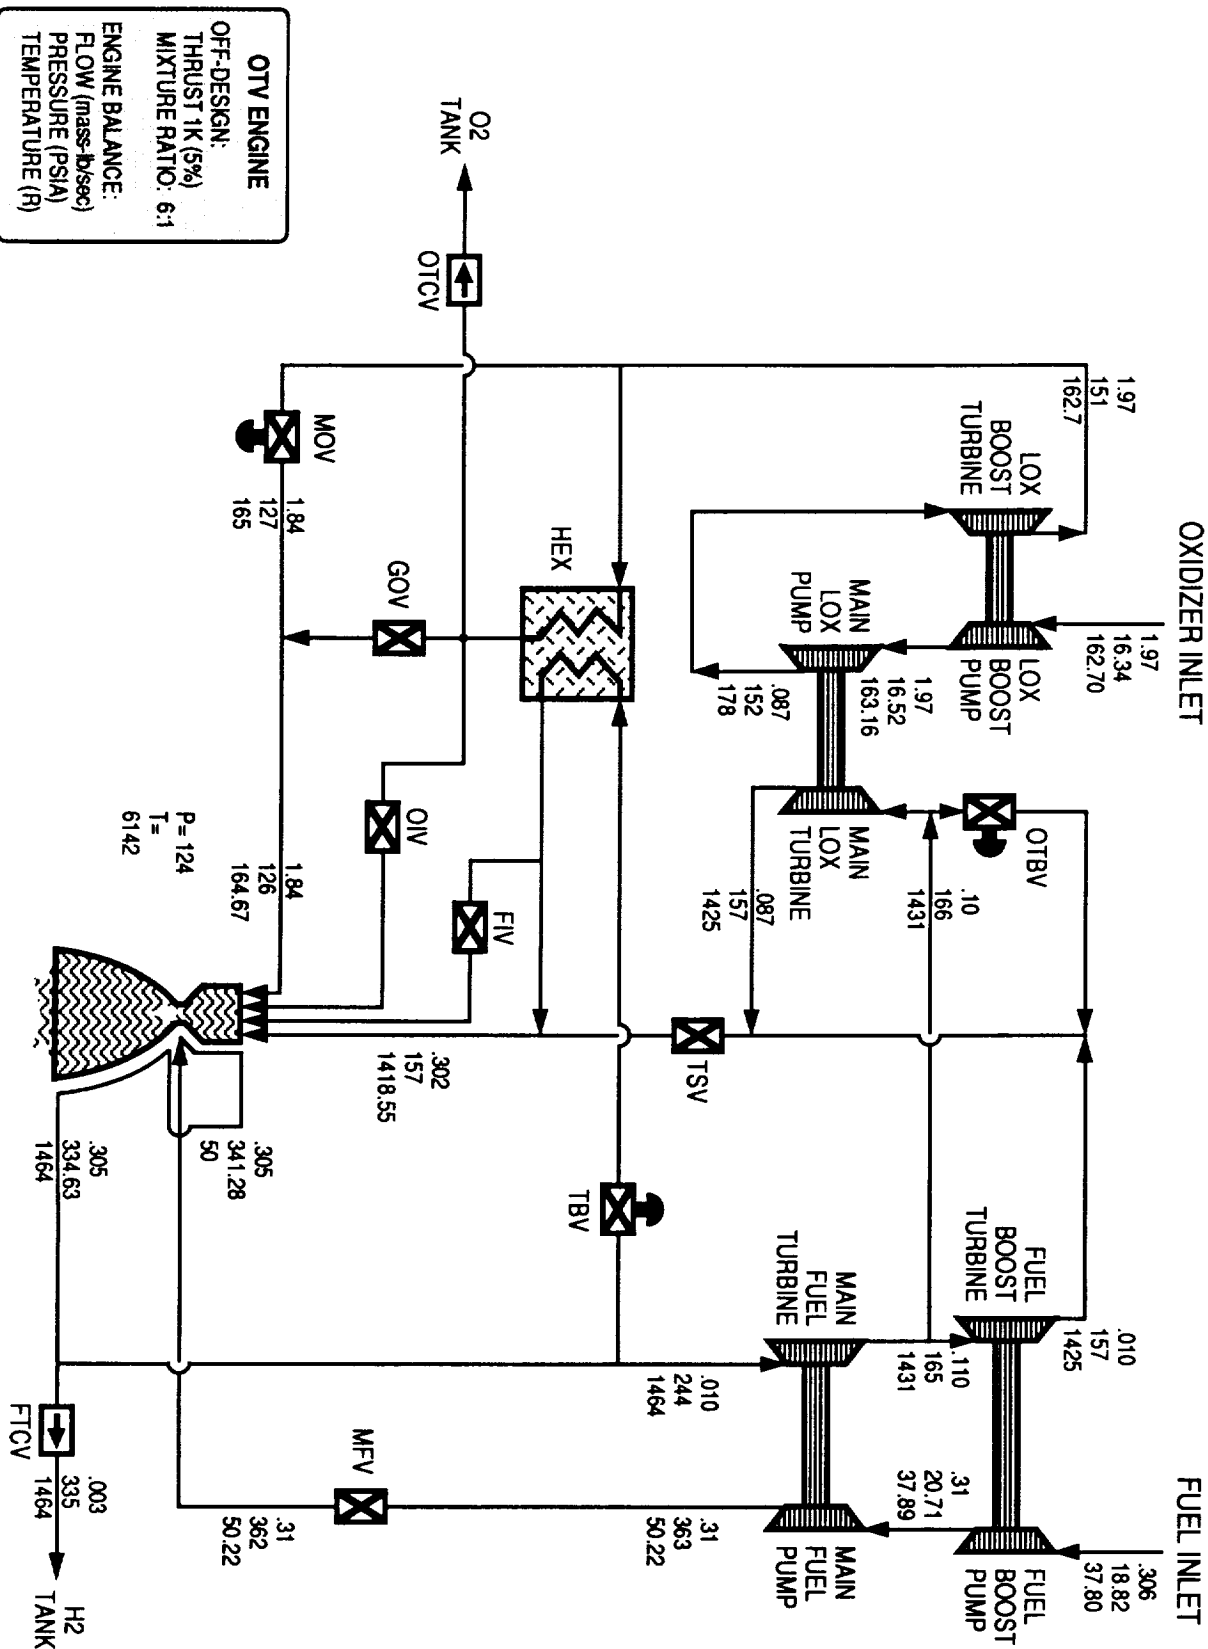 OXIDIZER INLET
1.97
16.34
162.70
FUEL INLET
.306
18.82
37.80
1.97
151
162.7
LOX
BOOST
TURBINE
LOX
BOOST
PUMP
OTBV
FUEL
BOOST
TURBINE
.010
157
1425
FUEL
BOOST
PUMP
1.97
16.52
163.16
.10
166
1431
.110
165
1431
.31
20.71
37.89
MAIN
LOX
PUMP
MAIN
LOX
TURBINE
MAIN
FUEL
TURBINE
MAIN
FUEL
PUMP
.087
152
178
.087
157
1425
.010
244
1464
.31
363
50.22
TSV
HEX
TBV
O2
TANK
OTCV
GOV
OIV
FIV
.302
157
1418.55
MFV
MOV
1.84
127
165
1.84
126
164.67
.305
341.28
50
.31
362
50.22
P= 124
T=
6142
.305
334.63
1464
FTCV
.003
335
1464
H2
TANK
OTV ENGINE
OFF-DESIGN:
THRUST 1K (5%)
MIXTURE RATIO: 6:1
ENGINE BALANCE:
FLOW (mass-lb/sec)
PRESSURE (PSIA)
TEMPERATURE (R)